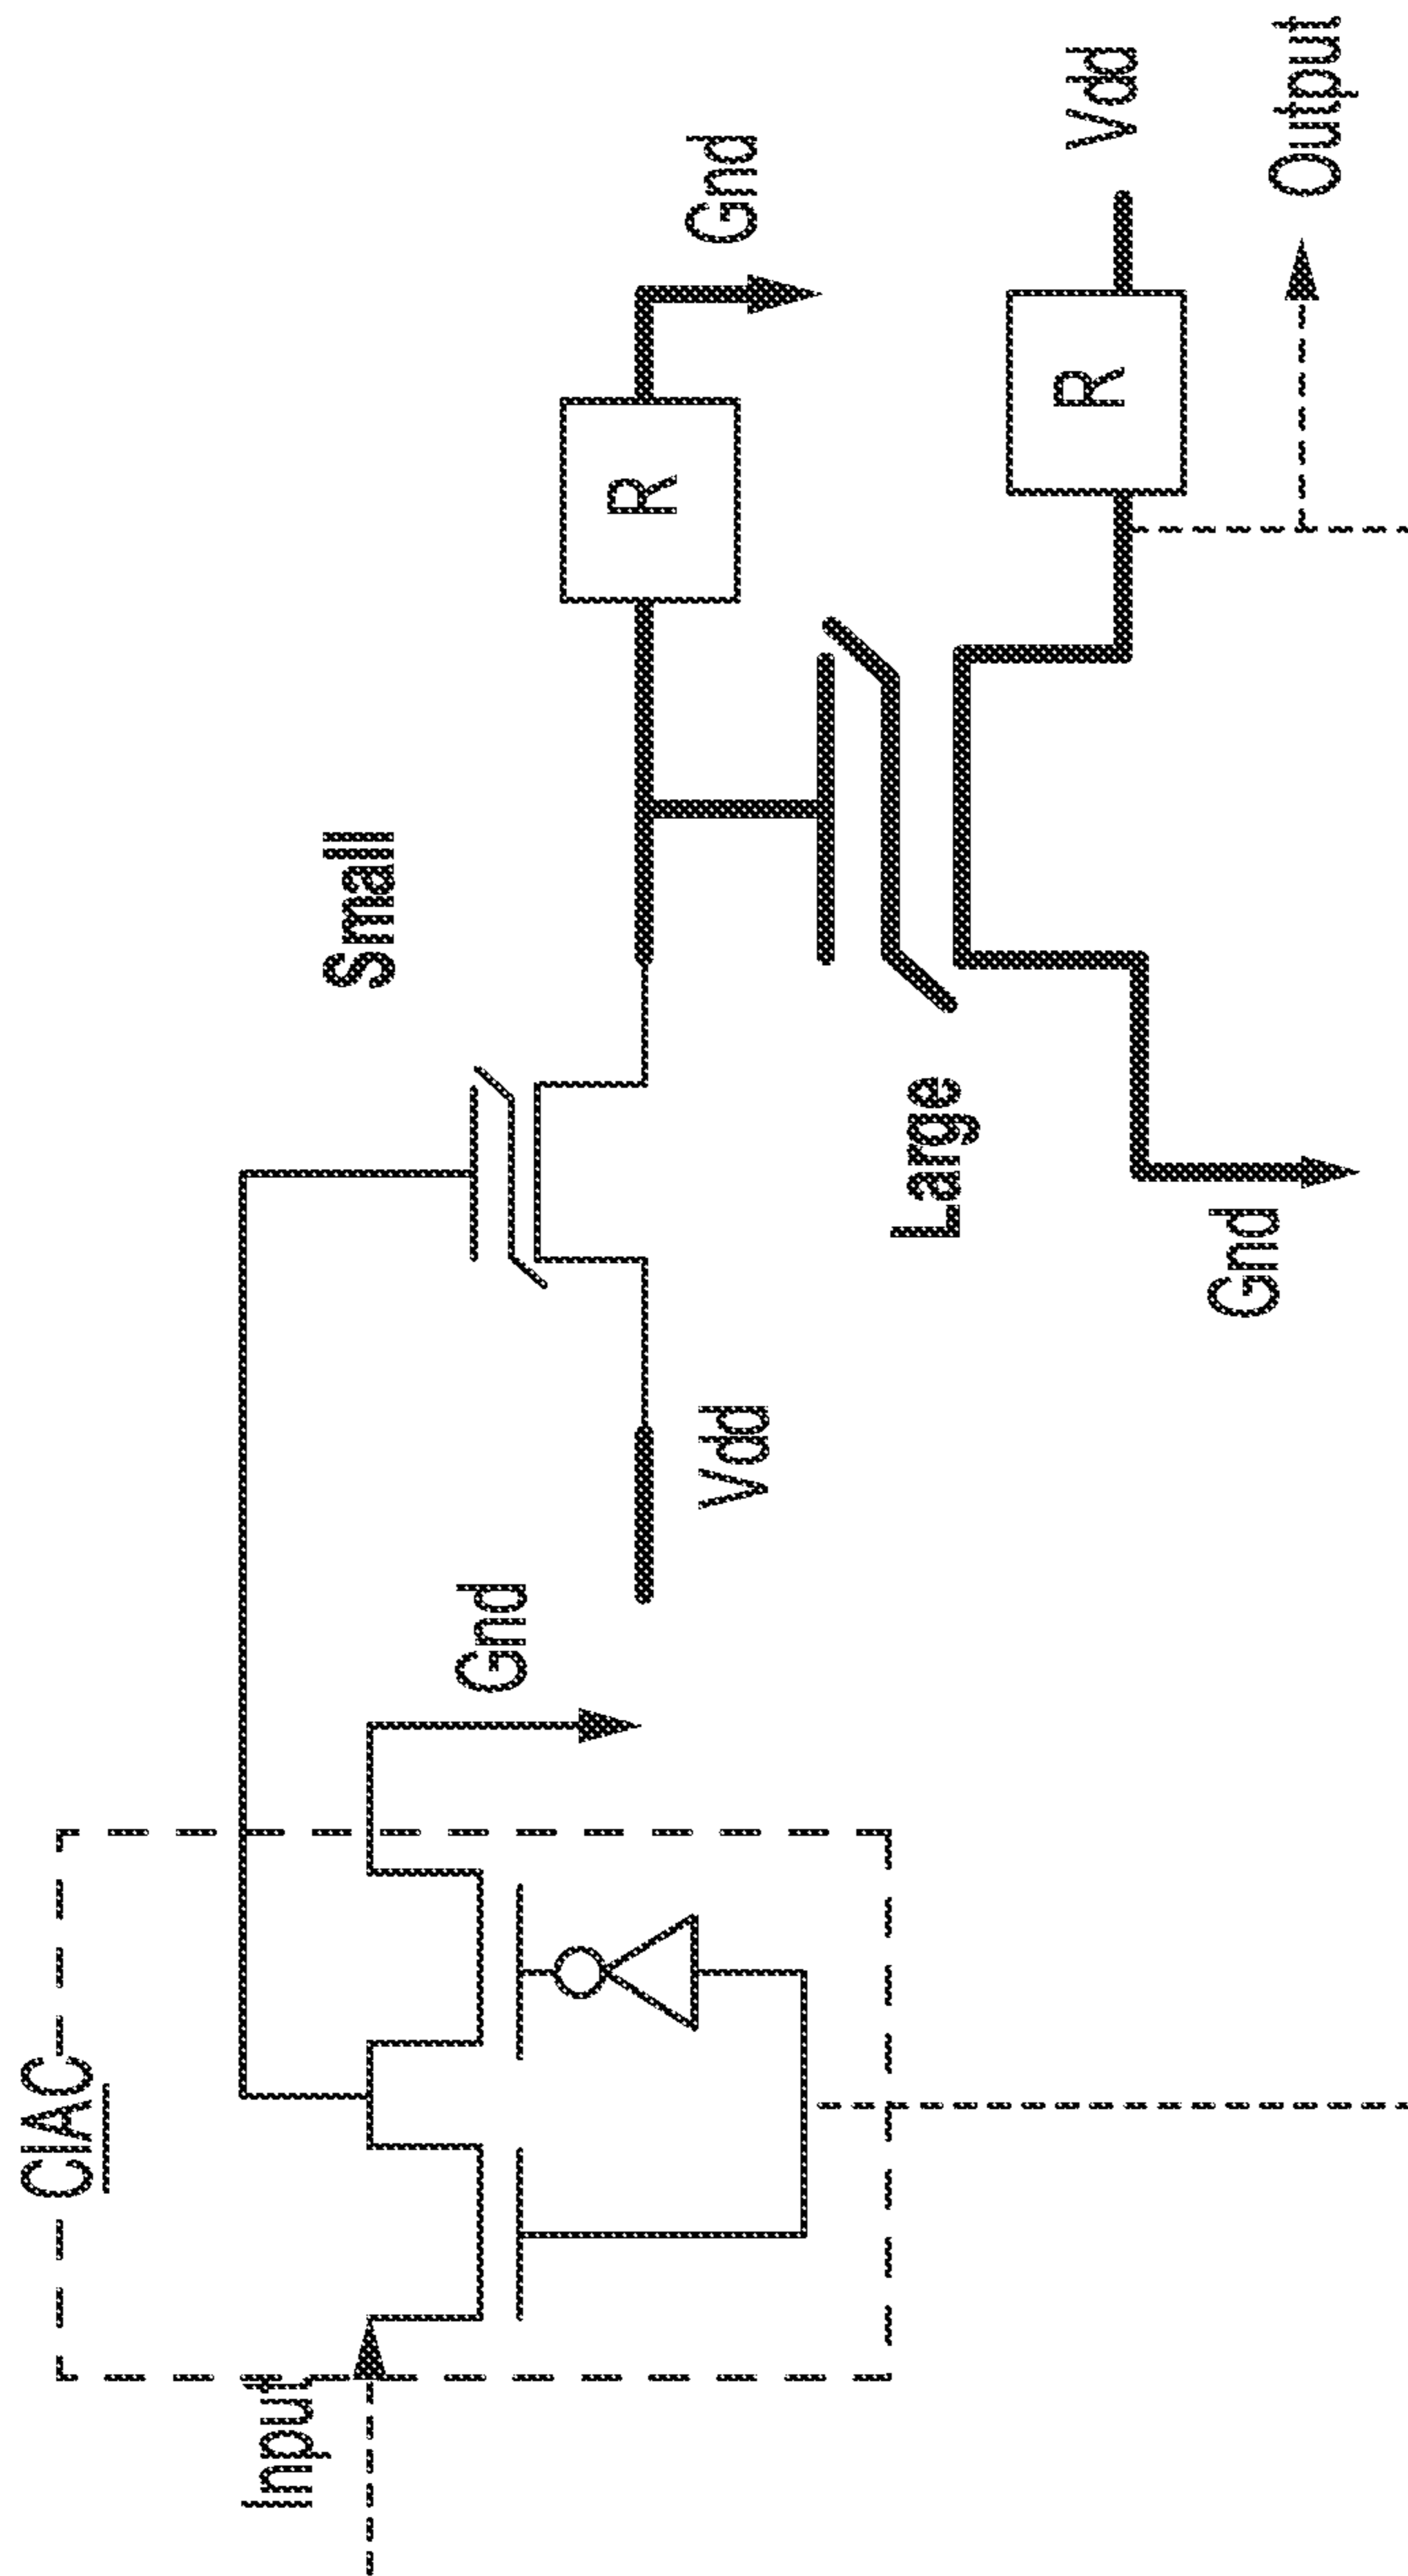 CIAC
Input
Gnd
Vdd
Small
Large
Gnd
R
Gnd
R
Vdd
Output